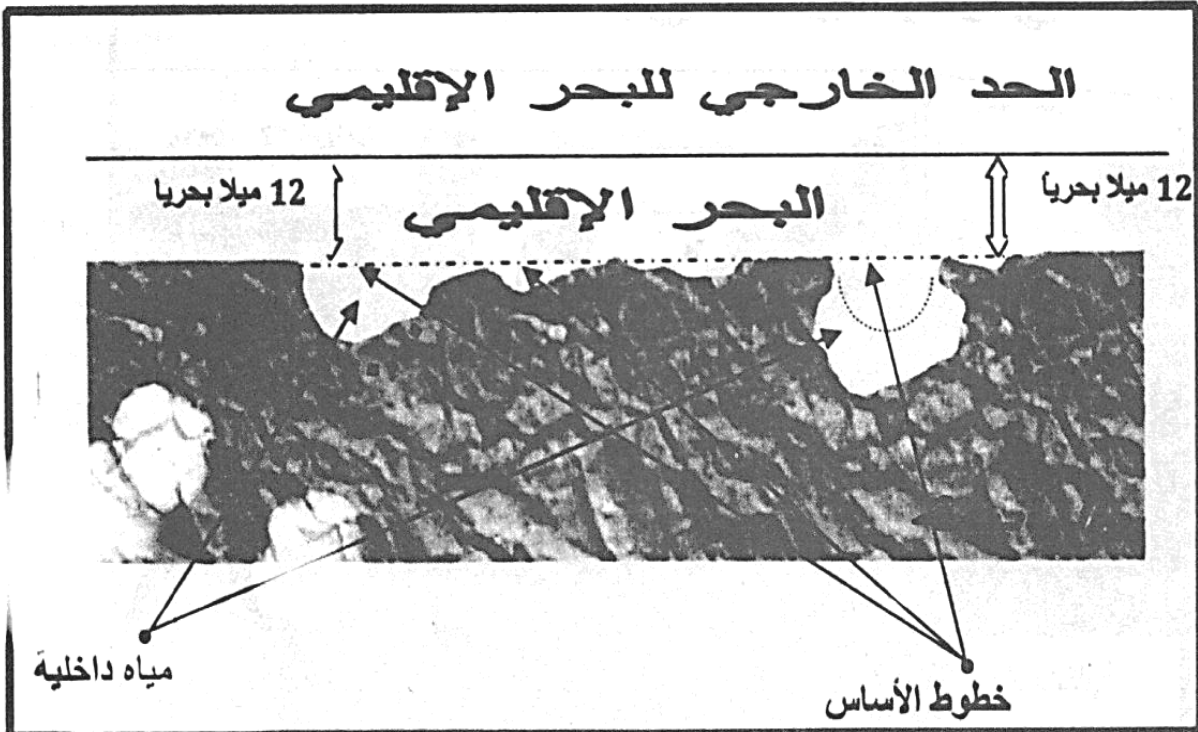 الحد الخارجي للبحر الإقليمي
12 ميلا بحريا
البحر الإقليمي
12 ميلا بحرياً
مياه داخلية
خطوط الأساس